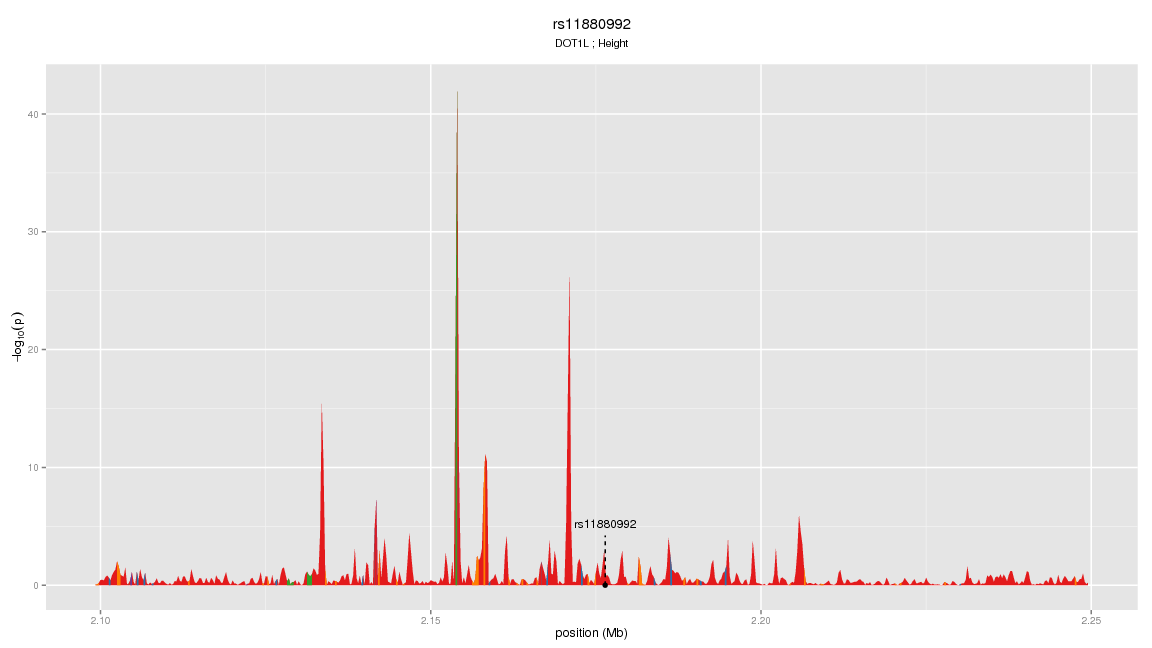 rs11880992
DOT1L ; Height
40
30
20
10
0
−log10(p)
rs11880992
2.10
2.15
2.20
2.25
position (Mb)